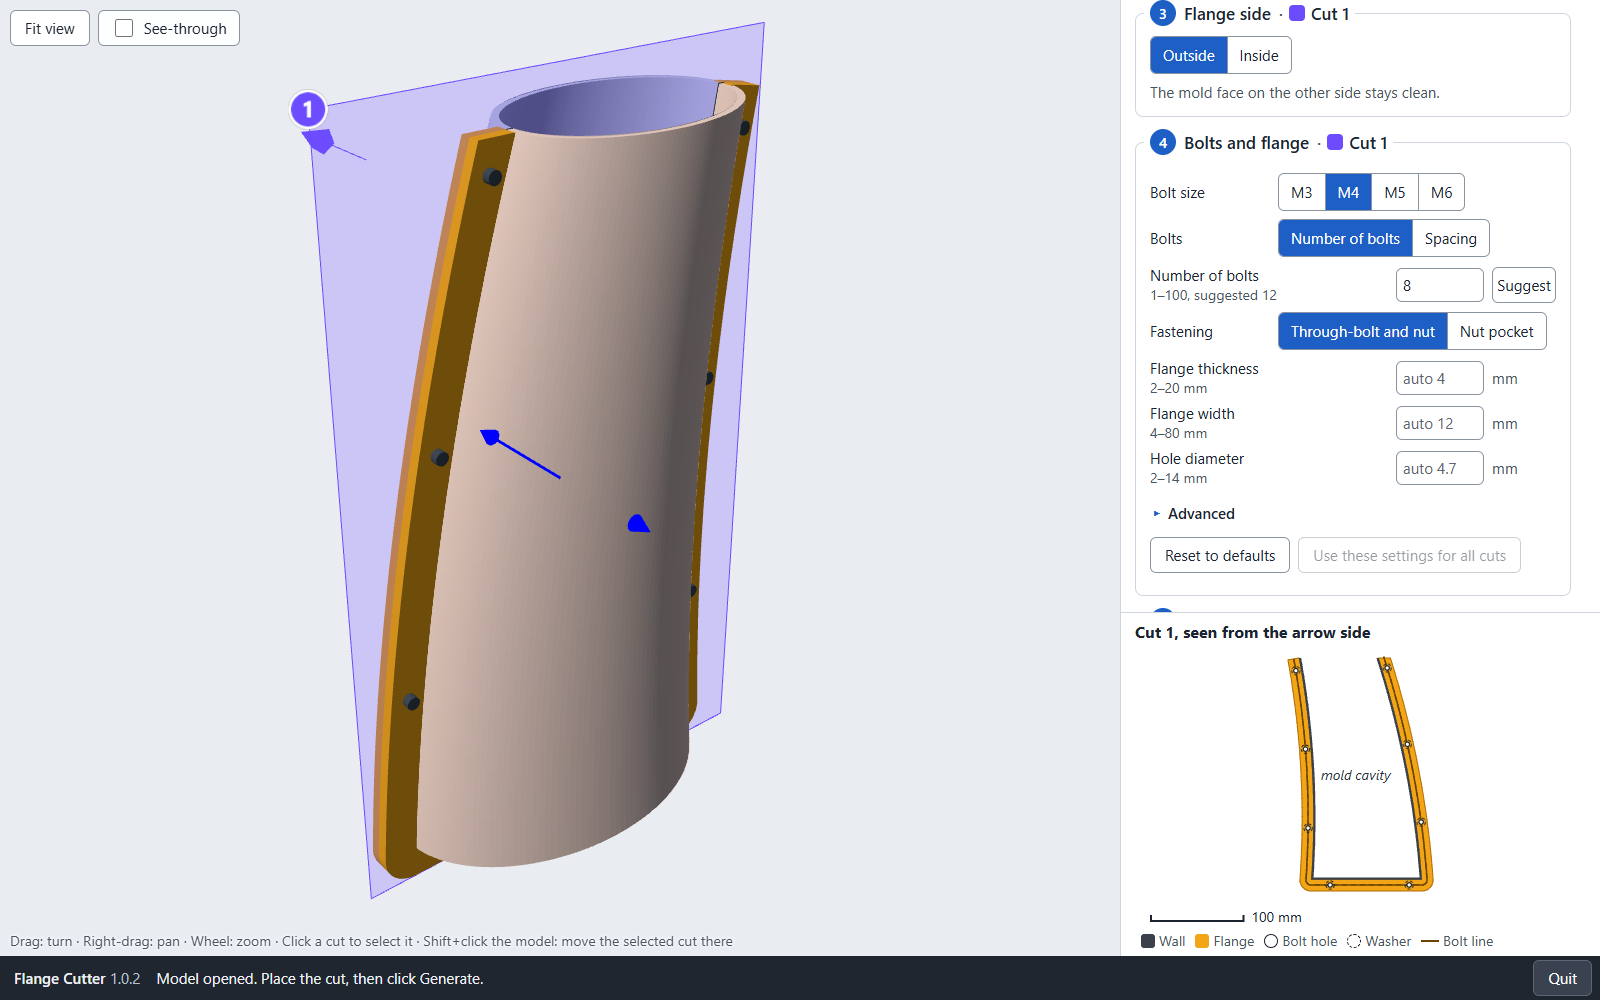 Fit view
See-through
1
3 Flange side · Cut 1
Outside Inside
The mold face on the other side stays clean.
4 Bolts and flange · Cut 1
Bolt size M3 M4 M5 M6
Bolts Number of bolts Spacing
Number of bolts
1–100, suggested 12
8 Suggest
Fastening Through-bolt and nut Nut pocket
Flange thickness
2–20 mm
auto 4 mm
Flange width
4–80 mm
auto 12 mm
Hole diameter
2–14 mm
auto 4.7 mm
Advanced
Reset to defaults Use these settings for all cuts
Cut 1, seen from the arrow side
mold cavity
100 mm
Wall Flange Bolt hole Washer Bolt line
Drag: turn · Right-drag: pan · Wheel: zoom · Click a cut to select it · Shift+click the model: move the selected cut there
Flange Cutter 1.0.2 Model opened. Place the cut, then click Generate.
Quit